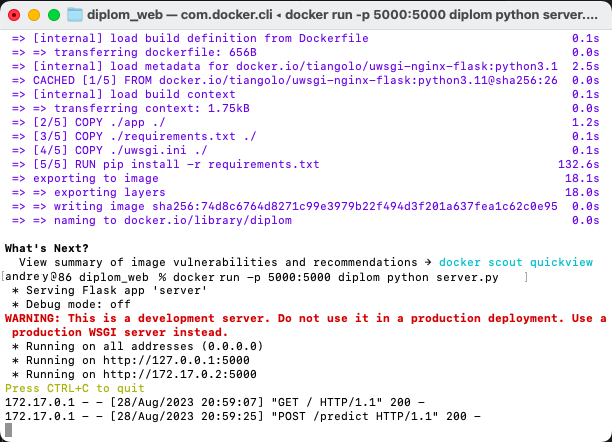 diplom_web — com.docker.cli ◂ docker run -p 5000:5000 diplom python server....
=> [internal] load build definition from Dockerfile 0.1s
=> => transferring dockerfile: 656B 0.0s
=> [internal] load metadata for docker.io/tiangolo/uwsgi-nginx-flask:python3.1 2.5s
=> CACHED [1/5] FROM docker.io/tiangolo/uwsgi-nginx-flask:python3.11@sha256:26 0.0s
=> [internal] load build context 0.1s
=> => transferring context: 1.75kB 0.0s
=> [2/5] COPY ./app ./ 1.2s
=> [3/5] COPY ./requirements.txt ./ 0.1s
=> [4/5] COPY ./uwsgi.ini ./ 0.1s
=> [5/5] RUN pip install -r requirements.txt 132.6s
=> exporting to image 18.1s
=> => exporting layers 18.0s
=> => writing image sha256:74d8c6764d8271c99e3979b22f494d3f201a637fea1c62c0e95 0.0s
=> => naming to docker.io/library/diplom 0.0s
What's Next?
View summary of image vulnerabilities and recommendations → docker scout quickview
[andrey@86 diplom_web % docker run -p 5000:5000 diplom python server.py ]
* Serving Flask app 'server'
* Debug mode: off
WARNING: This is a development server. Do not use it in a production deployment. Use a
production WSGI server instead.
* Running on all addresses (0.0.0.0)
* Running on http://127.0.0.1:5000
* Running on http://172.17.0.2:5000
Press CTRL+C to quit
172.17.0.1 - - [28/Aug/2023 20:59:07] "GET / HTTP/1.1" 200 -
172.17.0.1 - - [28/Aug/2023 20:59:25] "POST /predict HTTP/1.1" 200 -